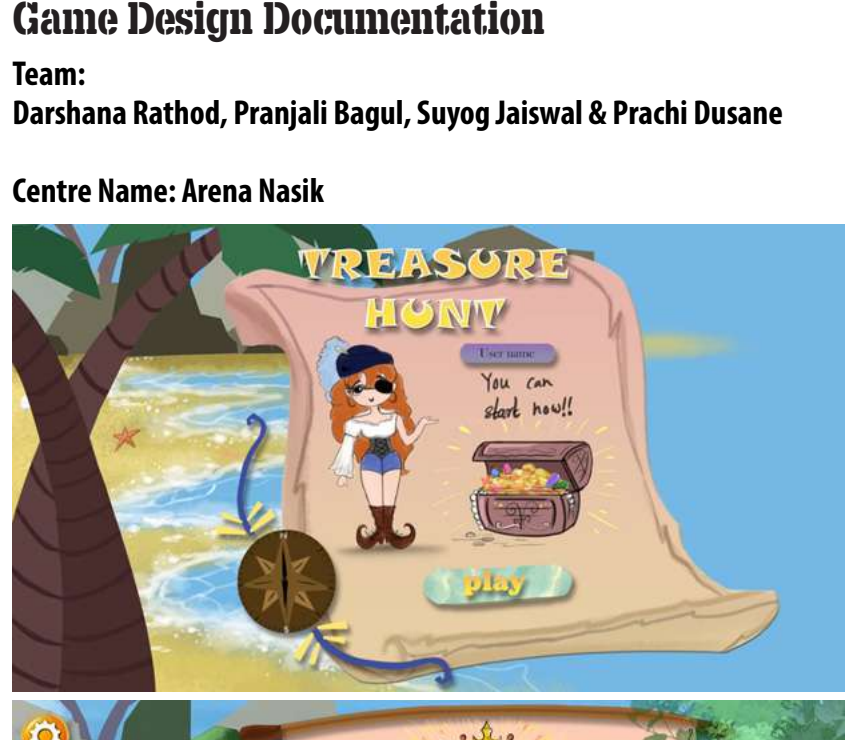 Game Design Documentation
Team:
Darshana Rathod, Pranjali Bagul, Suyog Jaiswal & Prachi Dusane
Centre Name: Arena Nasik
TREASURE
HUNT
User name
You can
start now!!
play